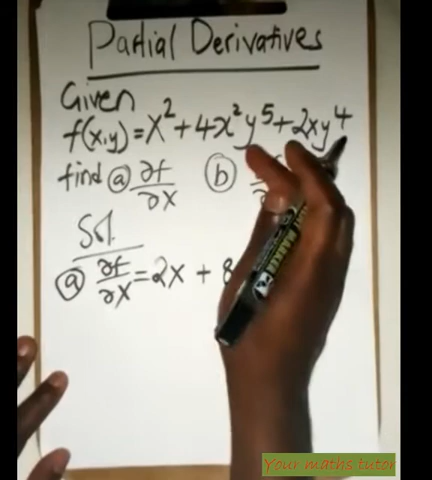 Partial Derivatives
Given
f(x,y) = x² + 4x²y⁵ + 2xy⁴
find ⓐ ∂f/∂x ⓑ
Sol
ⓐ ∂f/∂x = 2x + 8
Your maths tutor